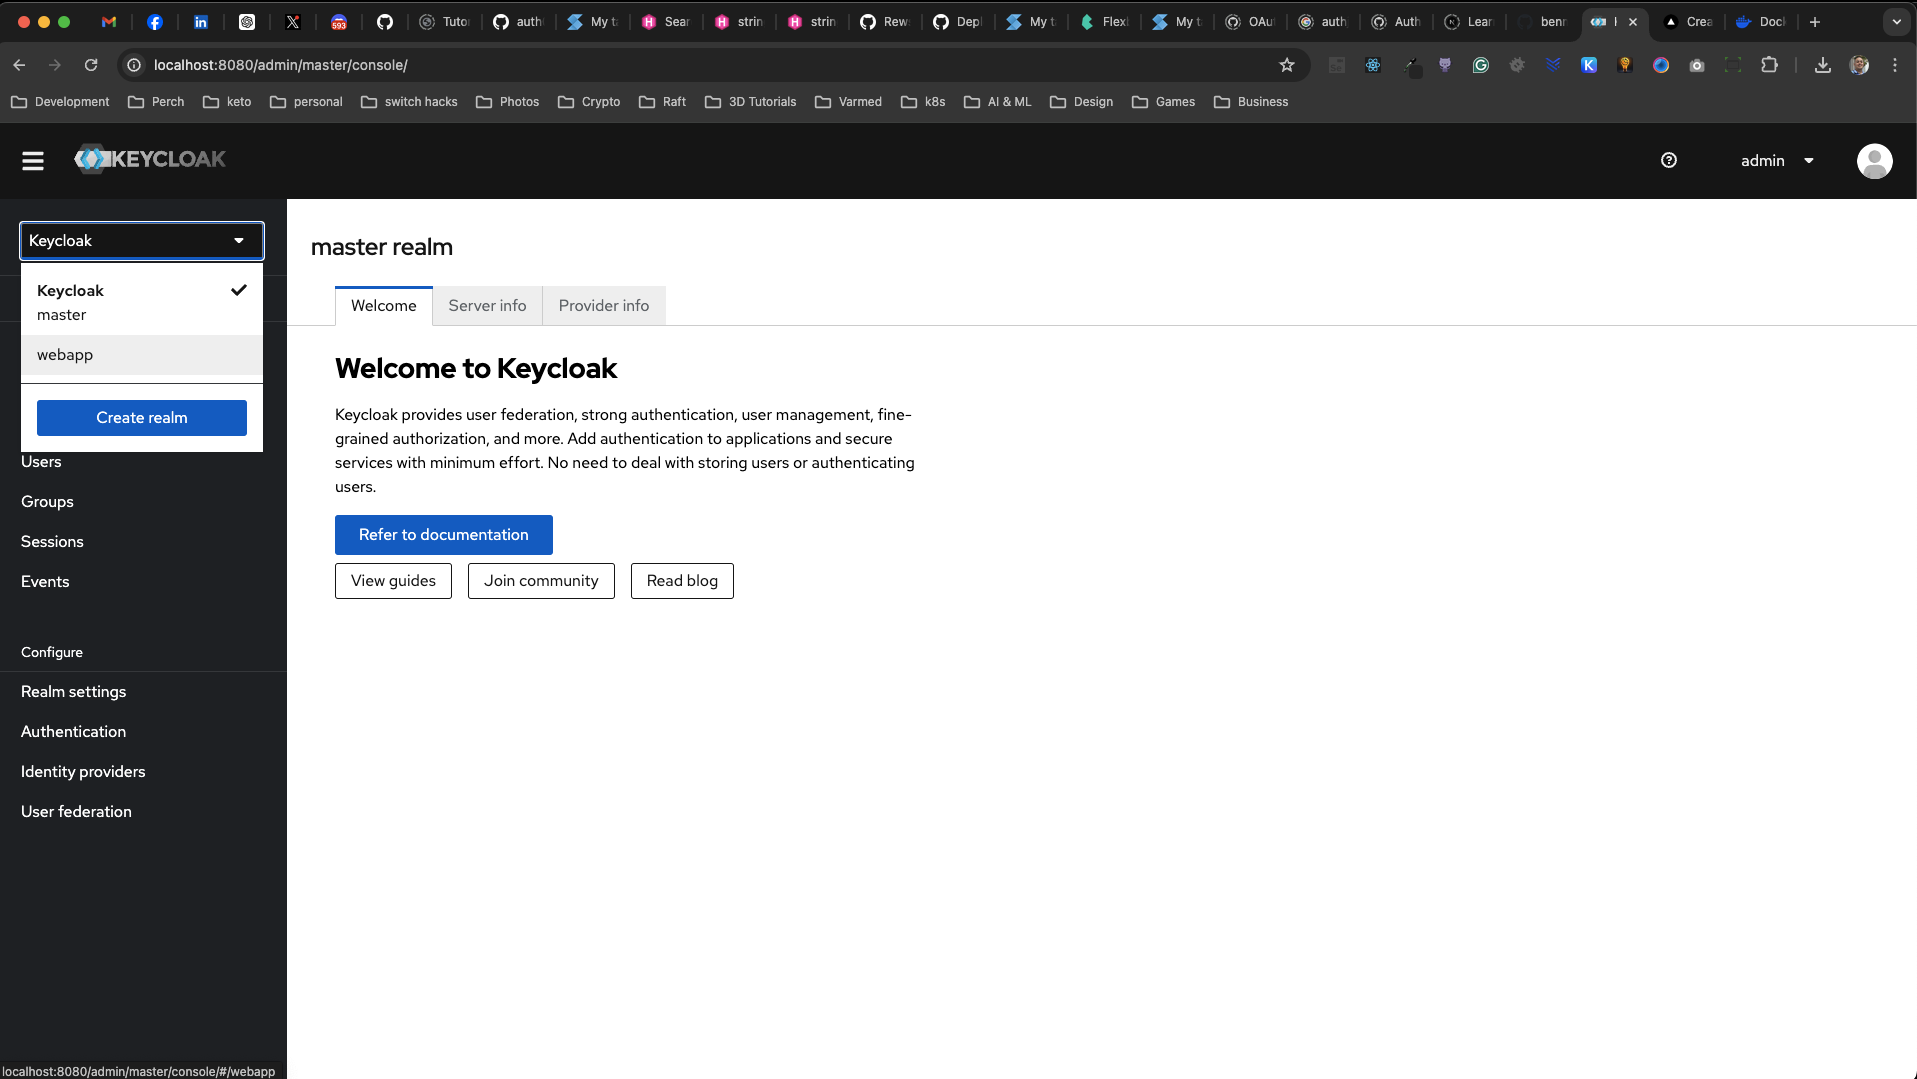 593
Tuto
auth
My ta
Sear
strin
strin
Rew
Depl
My ta
Flexl
My t
OAu
auth
Auth
Lear
benn
Crea
Dock
localhost:8080/admin/master/console/
Development
Perch
keto
personal
switch hacks
Photos
Crypto
Raft
3D Tutorials
Varmed
k8s
AI & ML
Design
Games
Business
KEYCLOAK
admin
Keycloak
Keycloak
master
webapp
Create realm
Users
Groups
Sessions
Events
Configure
Realm settings
Authentication
Identity providers
User federation
master realm
Welcome
Server info
Provider info
Welcome to Keycloak
Keycloak provides user federation, strong authentication, user management, fine-
grained authorization, and more. Add authentication to applications and secure
services with minimum effort. No need to deal with storing users or authenticating
users.
Refer to documentation
View guides
Join community
Read blog
localhost:8080/admin/master/console/#/webapp